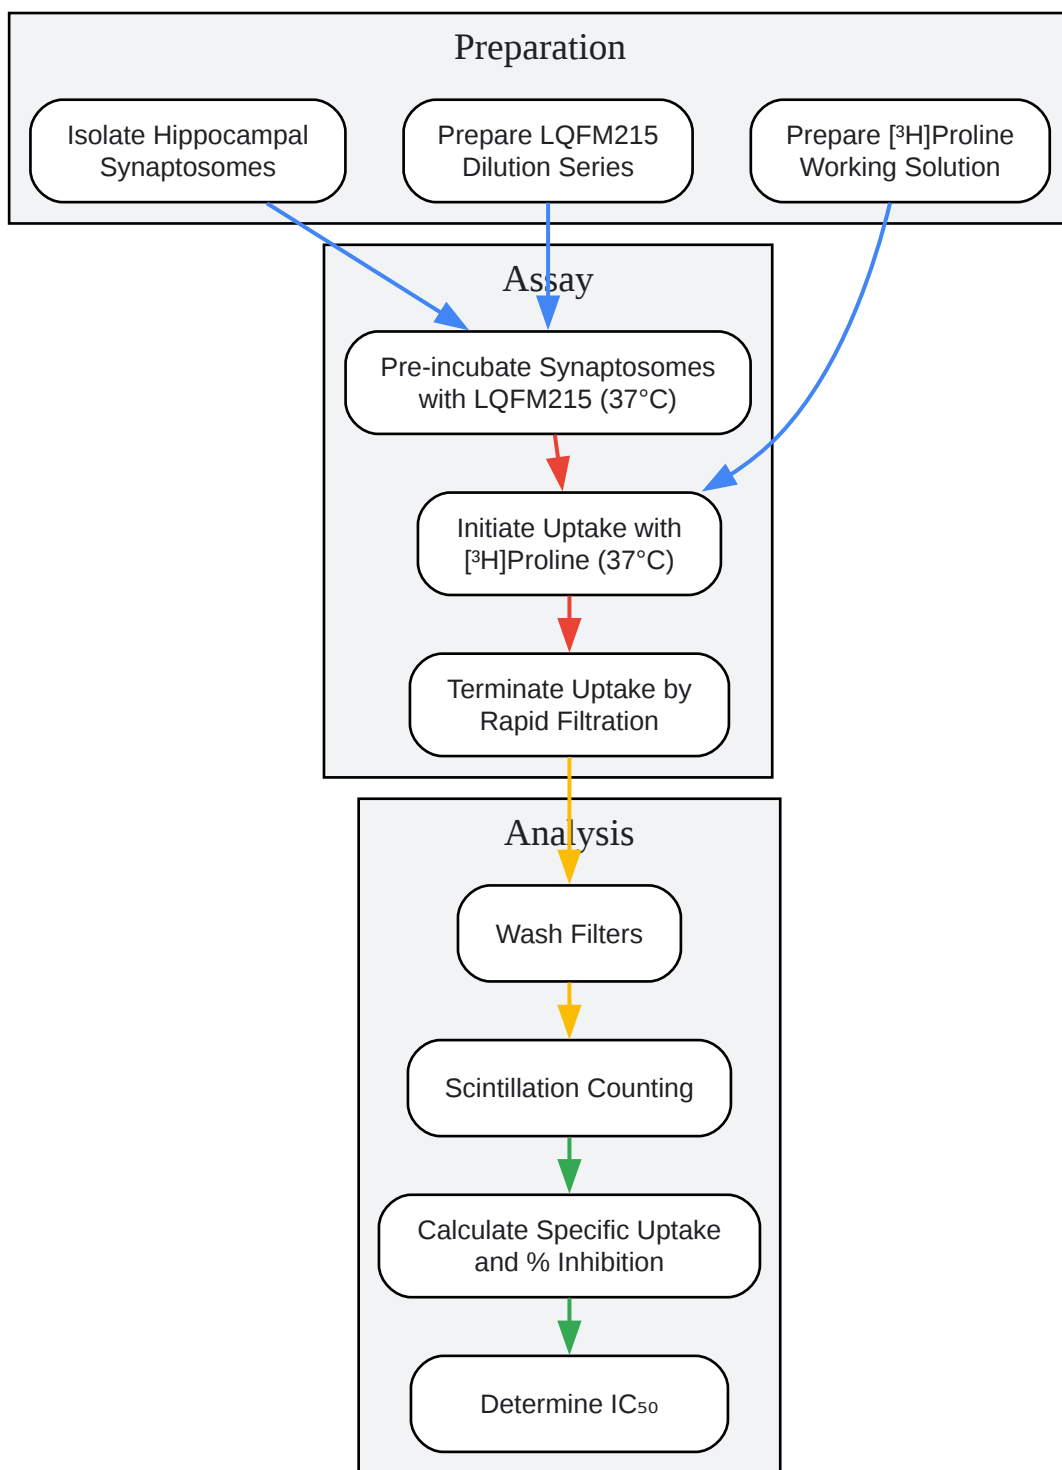 Preparation
Isolate Hippocampal
Synaptosomes
Prepare LQFM215
Dilution Series
Prepare [³H]Proline
Working Solution
Assay
Pre-incubate Synaptosomes
with LQFM215 (37°C)
Initiate Uptake with
[³H]Proline (37°C)
Terminate Uptake by
Rapid Filtration
Analysis
Wash Filters
Scintillation Counting
Calculate Specific Uptake
and % Inhibition
Determine IC₅₀